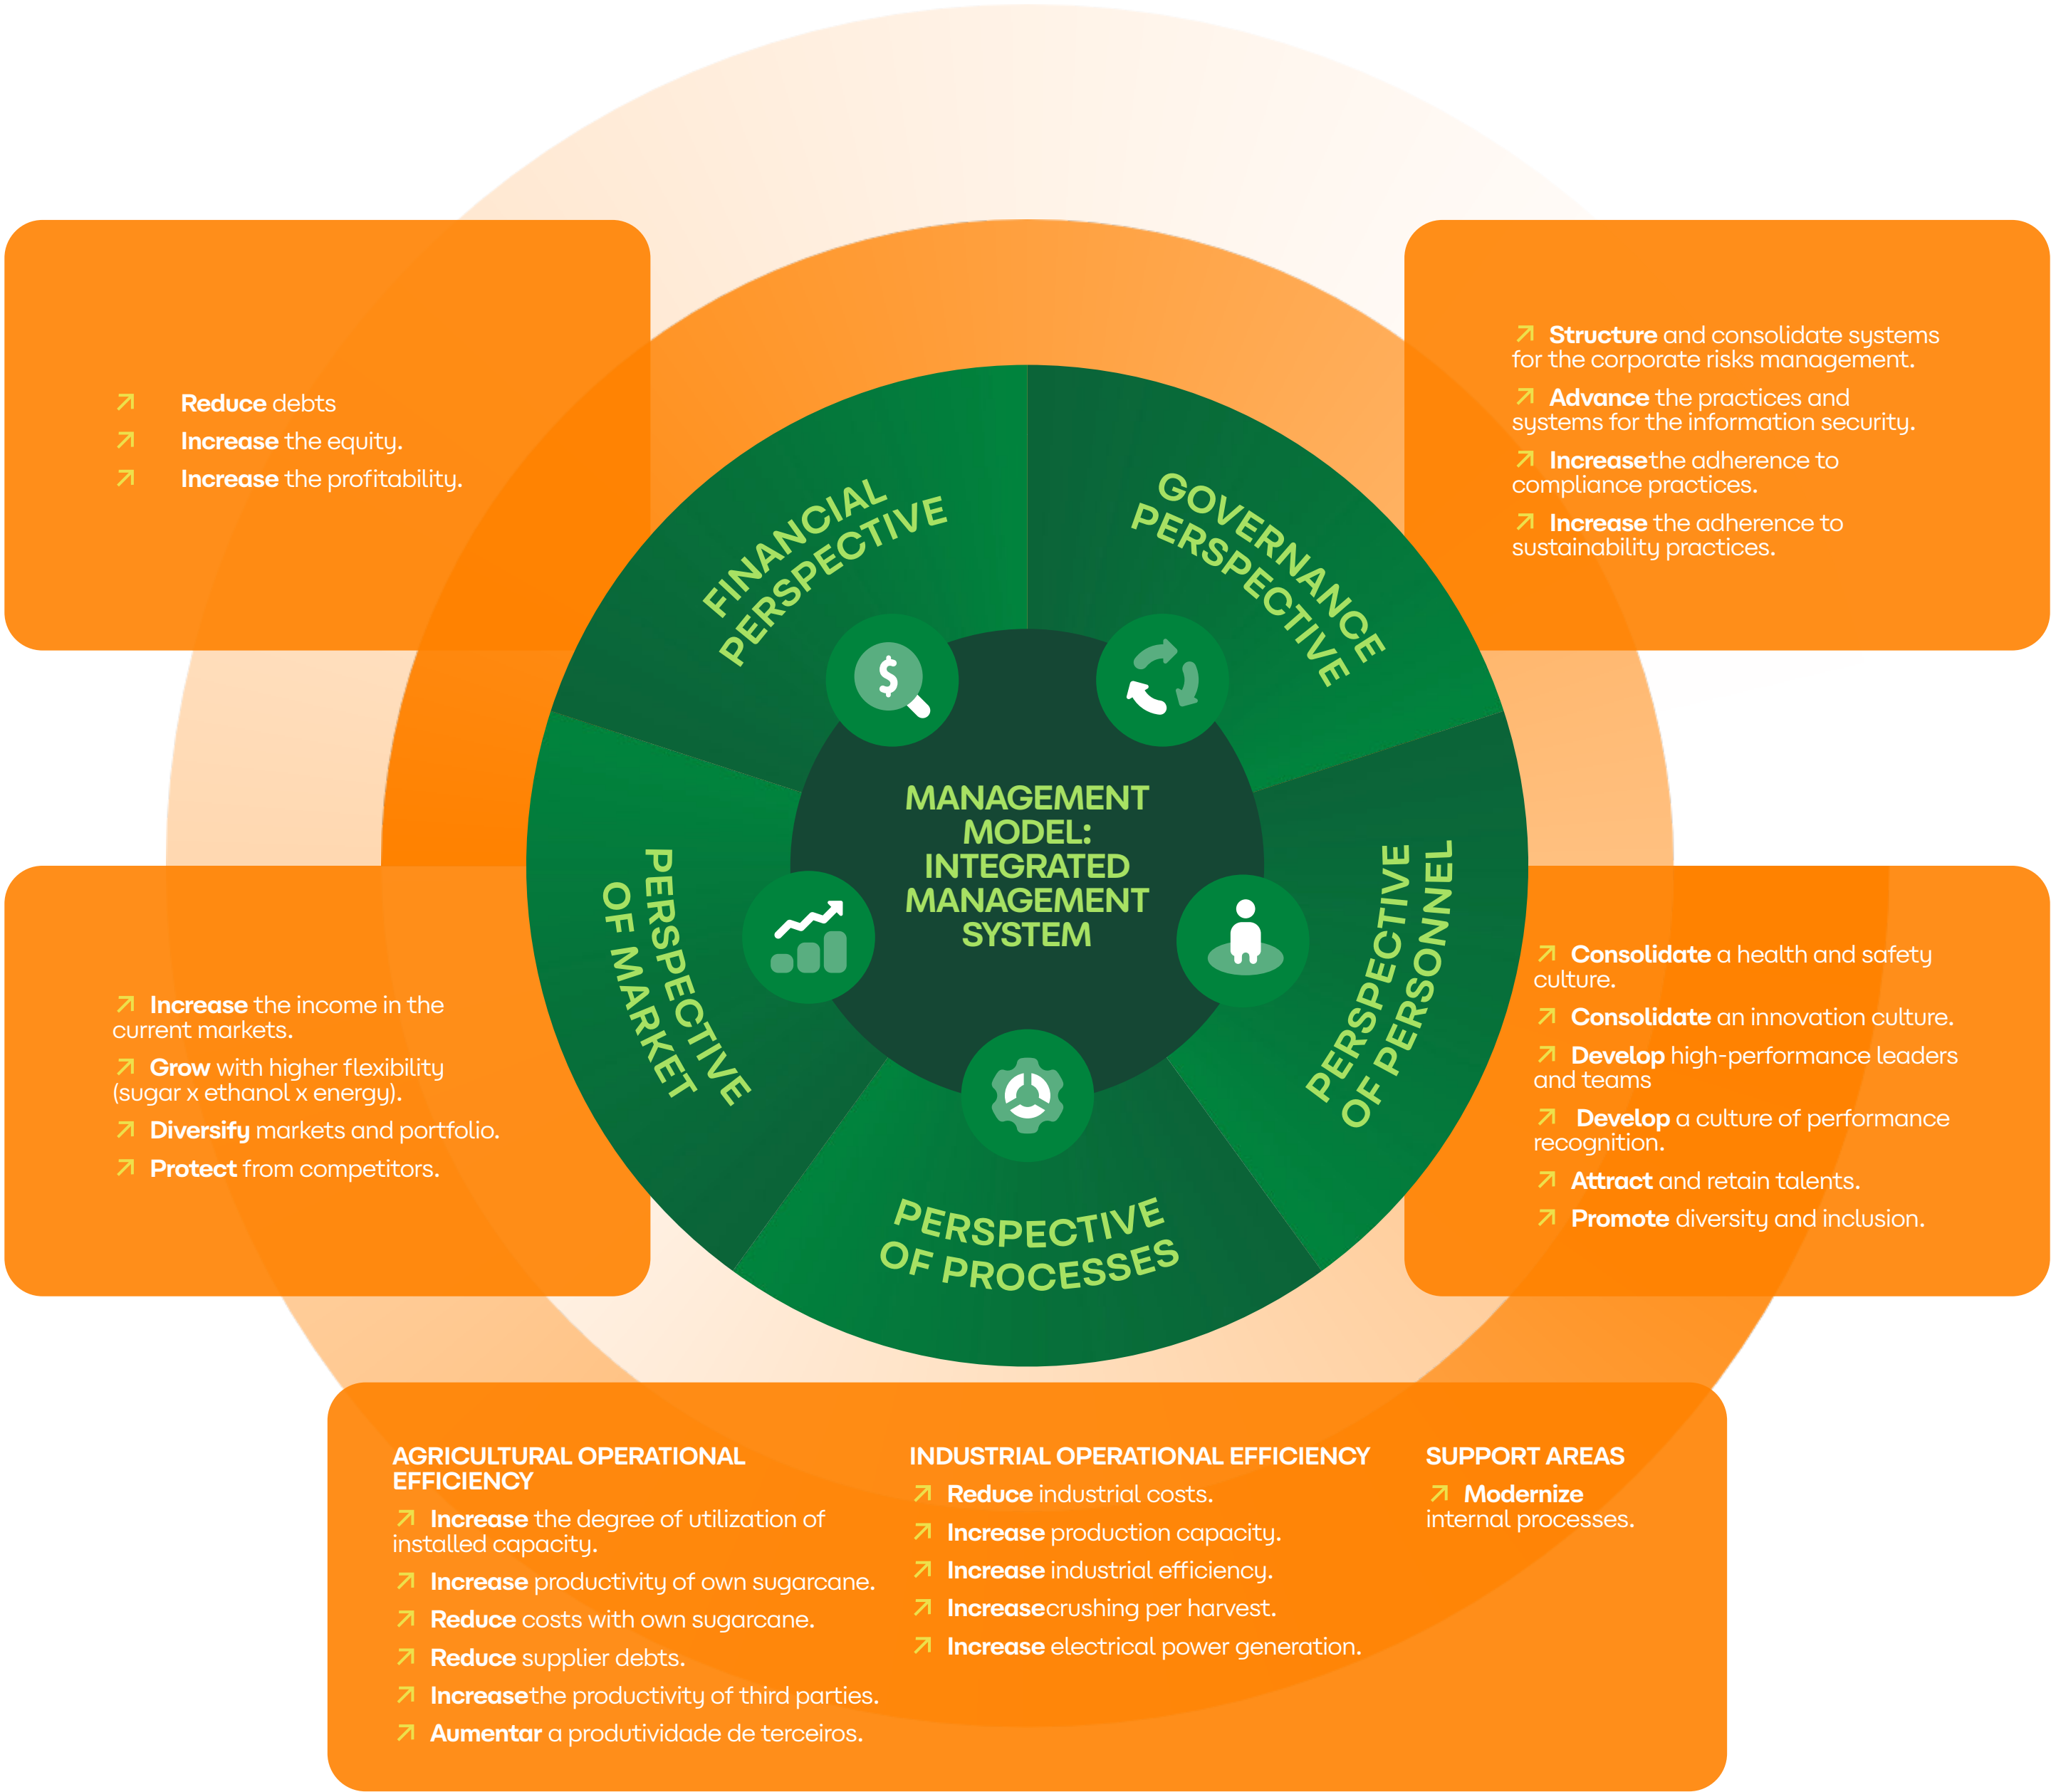 Reduce debts
Increase the equity.
Increase the profitability.
Structure and consolidate systems
for the corporate risks management.
Advance the practices and
systems for the information security.
Increasethe adherence to
compliance practices.
Increase the adherence to
sustainability practices.
FINANCIAL
PERSPECTIVE
GOVERNANCE
PERSPECTIVE
MANAGEMENT
MODEL:
INTEGRATED
MANAGEMENT
SYSTEM
PERSPECTIVE
OF MARKET
PERSPECTIVE
OF PERSONNEL
PERSPECTIVE
OF PROCESSES
Increase the income in the
current markets.
Grow with higher flexibility
(sugar x ethanol x energy).
Diversify markets and portfolio.
Protect from competitors.
Consolidate a health and safety
culture.
Consolidate an innovation culture.
Develop high-performance leaders
and teams
Develop a culture of performance
recognition.
Attract and retain talents.
Promote diversity and inclusion.
AGRICULTURAL OPERATIONAL
EFFICIENCY
Increase the degree of utilization of
installed capacity.
Increase productivity of own sugarcane.
Reduce costs with own sugarcane.
Reduce supplier debts.
Increasethe productivity of third parties.
Aumentar a produtividade de terceiros.
INDUSTRIAL OPERATIONAL EFFICIENCY
Reduce industrial costs.
Increase production capacity.
Increase industrial efficiency.
Increasecrushing per harvest.
Increase electrical power generation.
SUPPORT AREAS
Modernize
internal processes.